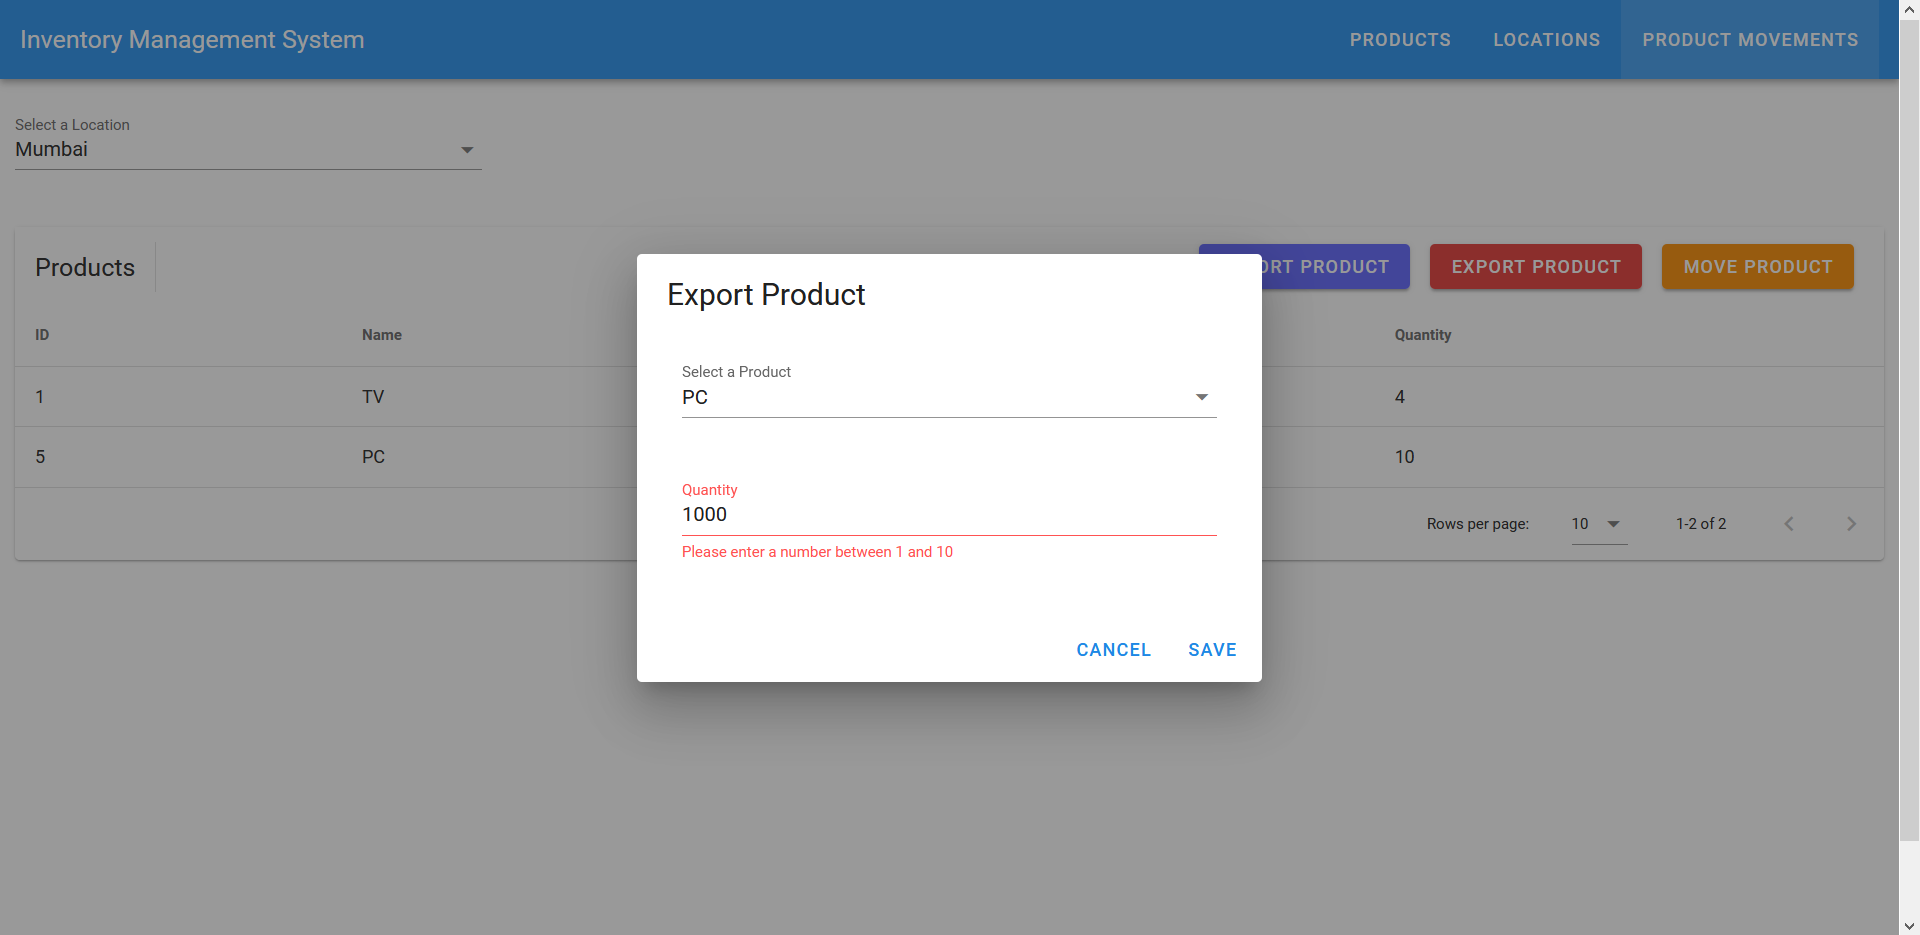 Inventory Management System
PRODUCTS LOCATIONS PRODUCT MOVEMENTS
Select a Location
Mumbai
Products
PRODUCT EXPORT PRODUCT MOVE PRODUCT
ID Name Quantity
1 TV 4
5 PC 10
Rows per page: 10 1-2 of 2
Export Product
Select a Product
PC
Quantity
1000
Please enter a number between 1 and 10
CANCEL SAVE